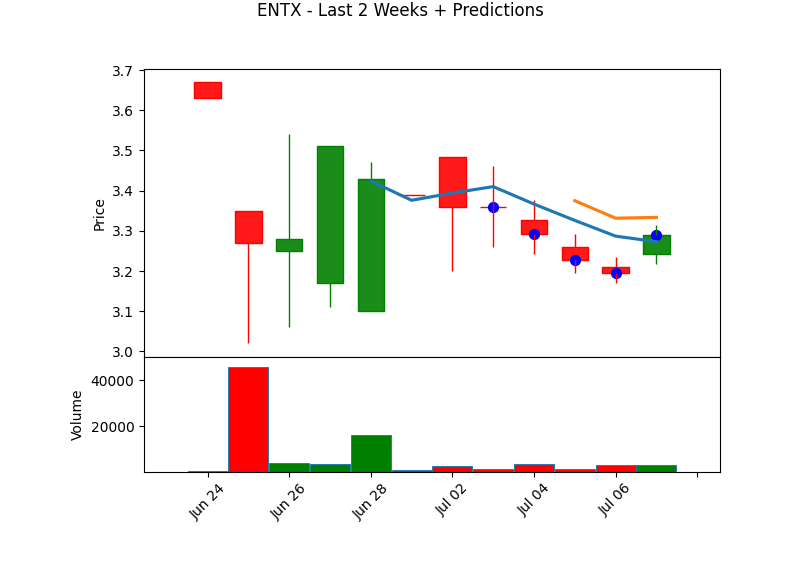 ENTX - Last 2 Weeks + Predictions
Price
3.7
3.6
3.5
3.4
3.3
3.2
3.1
3.0
Volume
40000
20000
Jun 24
Jun 26
Jun 28
Jul 02
Jul 04
Jul 06